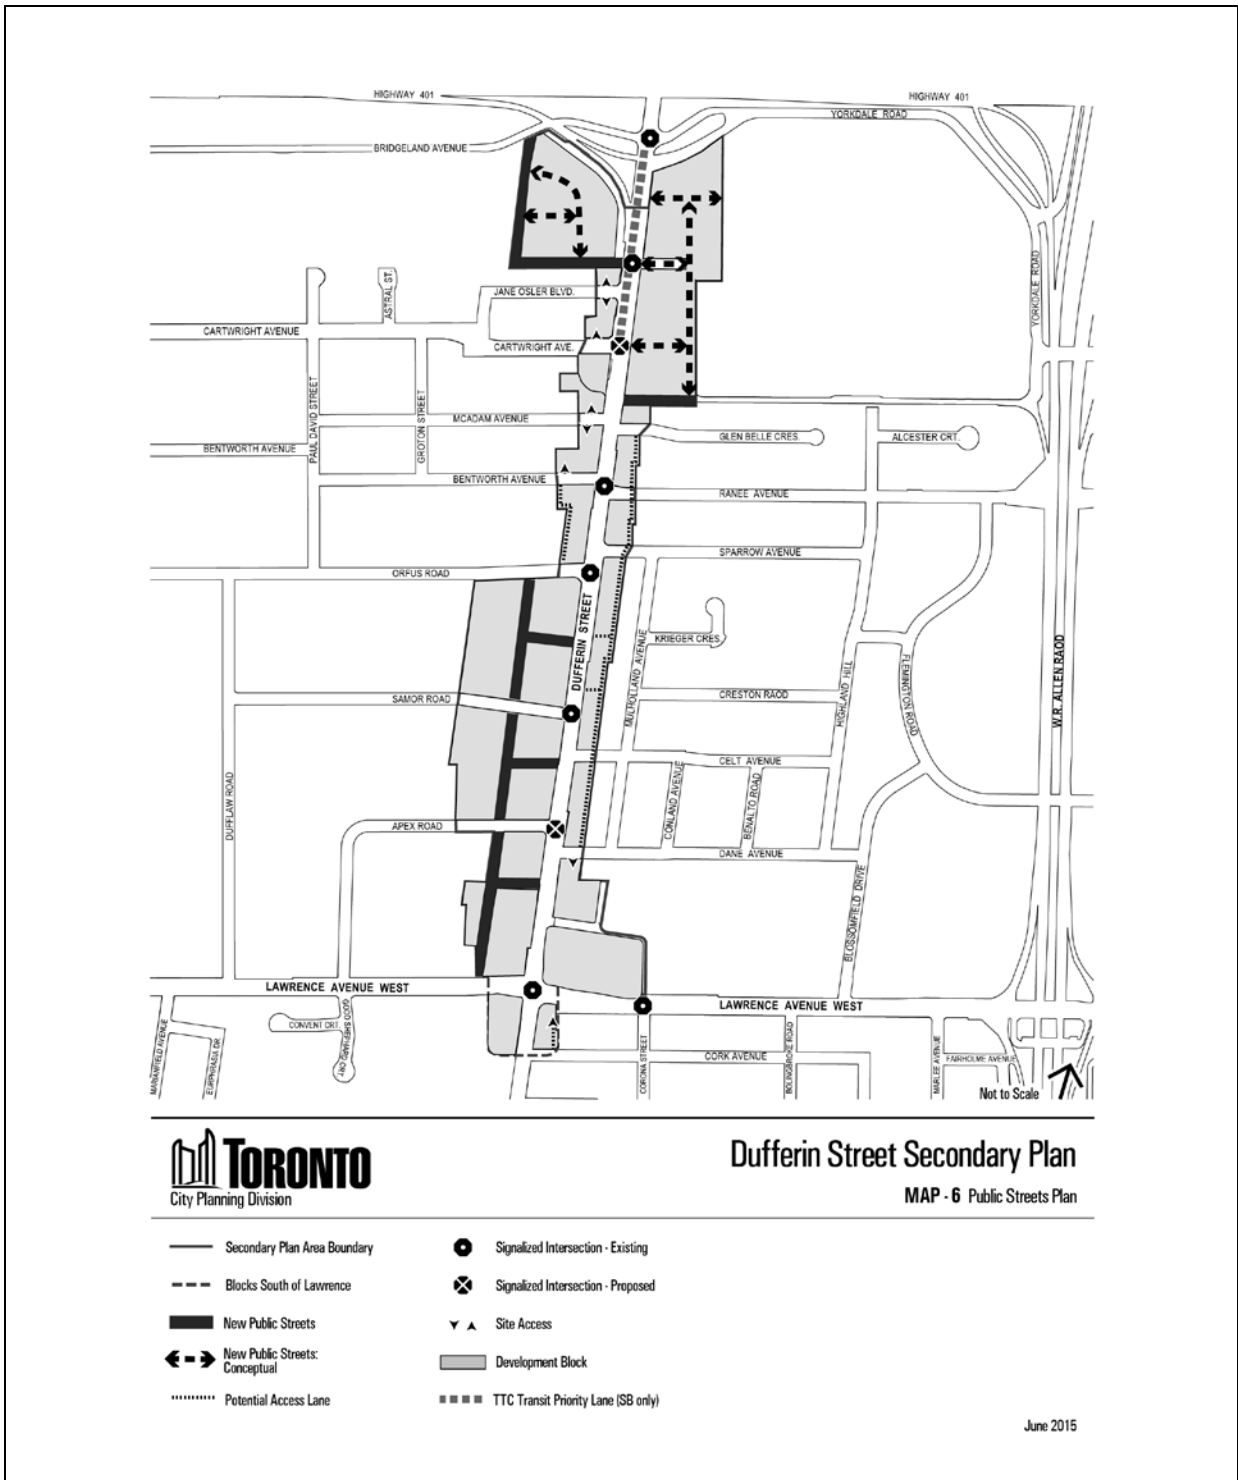 HIGHWAY 401
HIGHWAY 401
YORKDALE ROAD
BRIDGELAND AVENUE
YORKDALE ROAD
ASTRAL ST.
JANE OSLER BLVD.
CARTWRIGHT AVENUE
CARTWRIGHT AVE.
PAUL DAVID STREET
GROTON STREET
MCADAM AVENUE
GLEN BELLE CRES.
ALCESTER CRT.
BENTWORTH AVENUE
BENTWORTH AVENUE
RANEE AVENUE
SPARROW AVENUE
ORFUS ROAD
DUFFERIN STREET
MULHOLLAND AVENUE
KRIEGER CRES.
HIGHLAND HILL
FLEMINGTON ROAD
W.R. ALLEN RAOD
SAMOR ROAD
CRESTON RAOD
CELT AVENUE
DUFFLAW ROAD
CONLAND AVENUE
BENALTO ROAD
APEX ROAD
DANE AVENUE
BLOSSOMFIELD DRIVE
LAWRENCE AVENUE WEST
LAWRENCE AVENUE WEST
MARIANFIELD AVENUE
EUPHRASIA DR.
CONVENT CRT.
GOOD SHEPHARD CRT.
CORONA STREET
CORK AVENUE
BOLINGBROKE ROAD
MARLEE AVENUE
FAIRHOLME AVENUE
Not to Scale
TORONTO
City Planning Division
Dufferin Street Secondary Plan
MAP - 6 Public Streets Plan
Secondary Plan Area Boundary
Signalized Intersection - Existing
Blocks South of Lawrence
Signalized Intersection - Proposed
New Public Streets
Site Access
New Public Streets:
Conceptual
Development Block
Potential Access Lane
TTC Transit Priority Lane (SB only)
June 2015